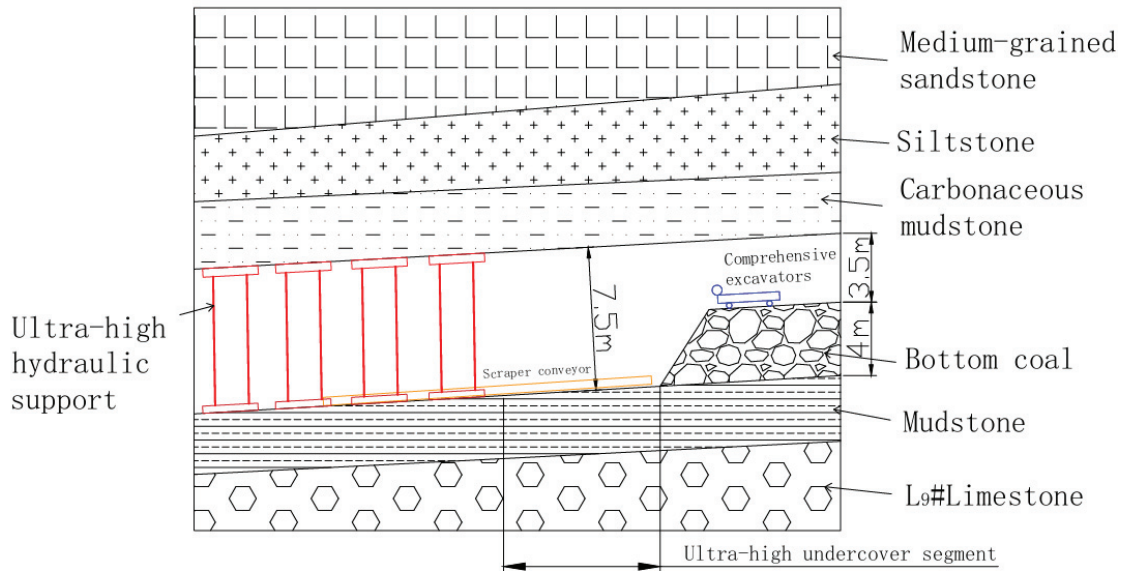 Medium-grained
sandstone
Siltstone
Carbonaceous
mudstone
Comprehensive
excavators
3.5m
7.5m
4m
Ultra-high
hydraulic
support
Scraper conveyor
Bottom coal
Mudstone
L₉#Limestone
Ultra-high undercover segment